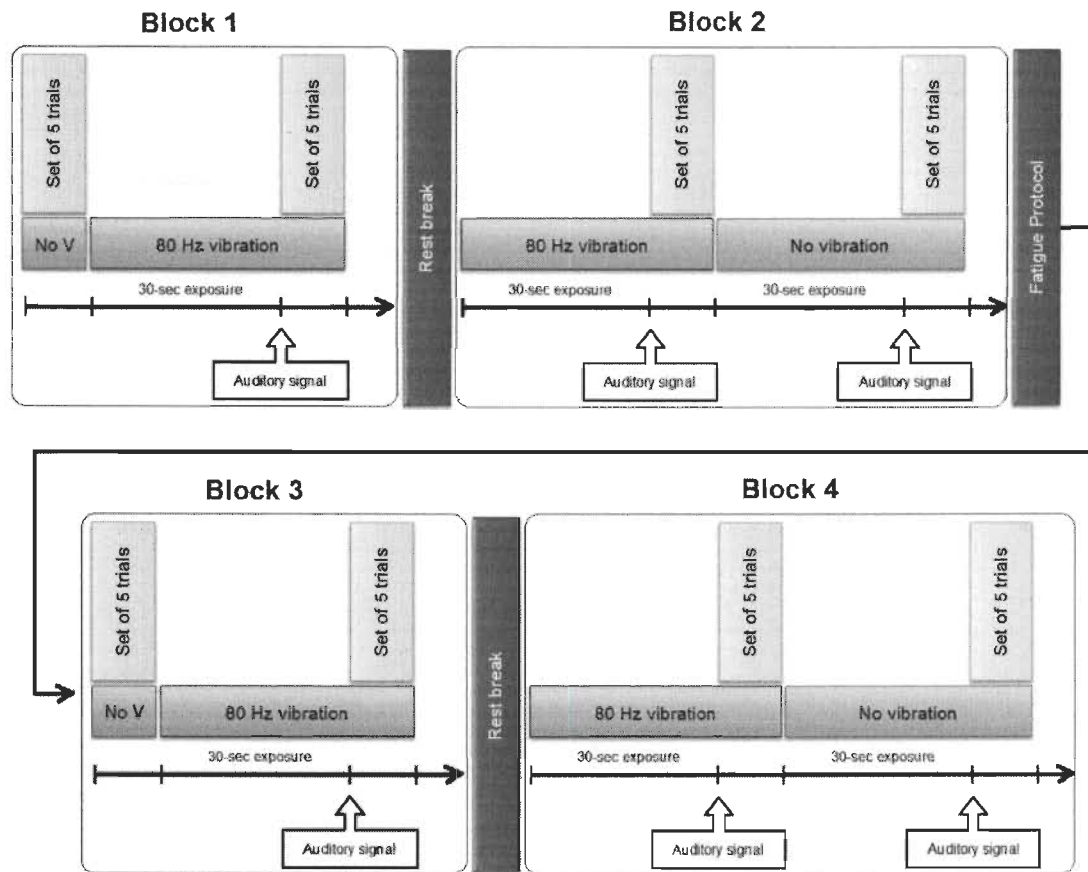 Block 1
Block 2
Set of 5 trials
Set of 5 trials
Set of 5 trials
Set of 5 trials
No V
80 Hz vibration
Rest break
80 Hz vibration
No vibration
Fatigue Protocol
30-sec exposure
30-sec exposure
30-sec exposure
Auditory signal
Auditory signal
Auditory signal
Block 3
Block 4
Set of 5 trials
Set of 5 trials
Set of 5 trials
Set of 5 trials
No V
80 Hz vibration
Rest break
80 Hz vibration
No vibration
30-sec exposure
30-sec exposure
30-sec exposure
Auditory signal
Auditory signal
Auditory signal